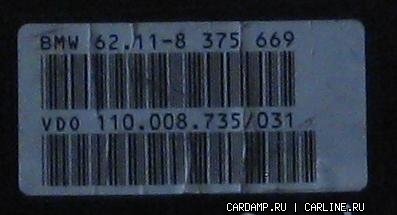 BMW 62.11-8 375 669
VDO 110.008.735/031
CARDAMP.RU | CARLINE.RU